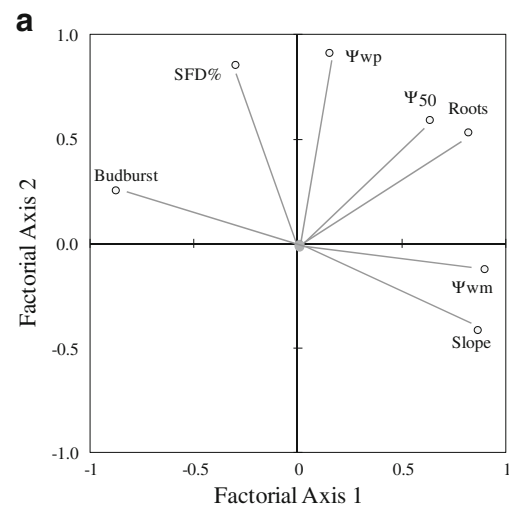 a
1.0
Ψwp
SFD%
Ψ50
Roots
0.5
Budburst
Factorial Axis 2
0.0
Ψwm
-0.5
Slope
-1.0
-1 -0.5 0 0.5 1
Factorial Axis 1